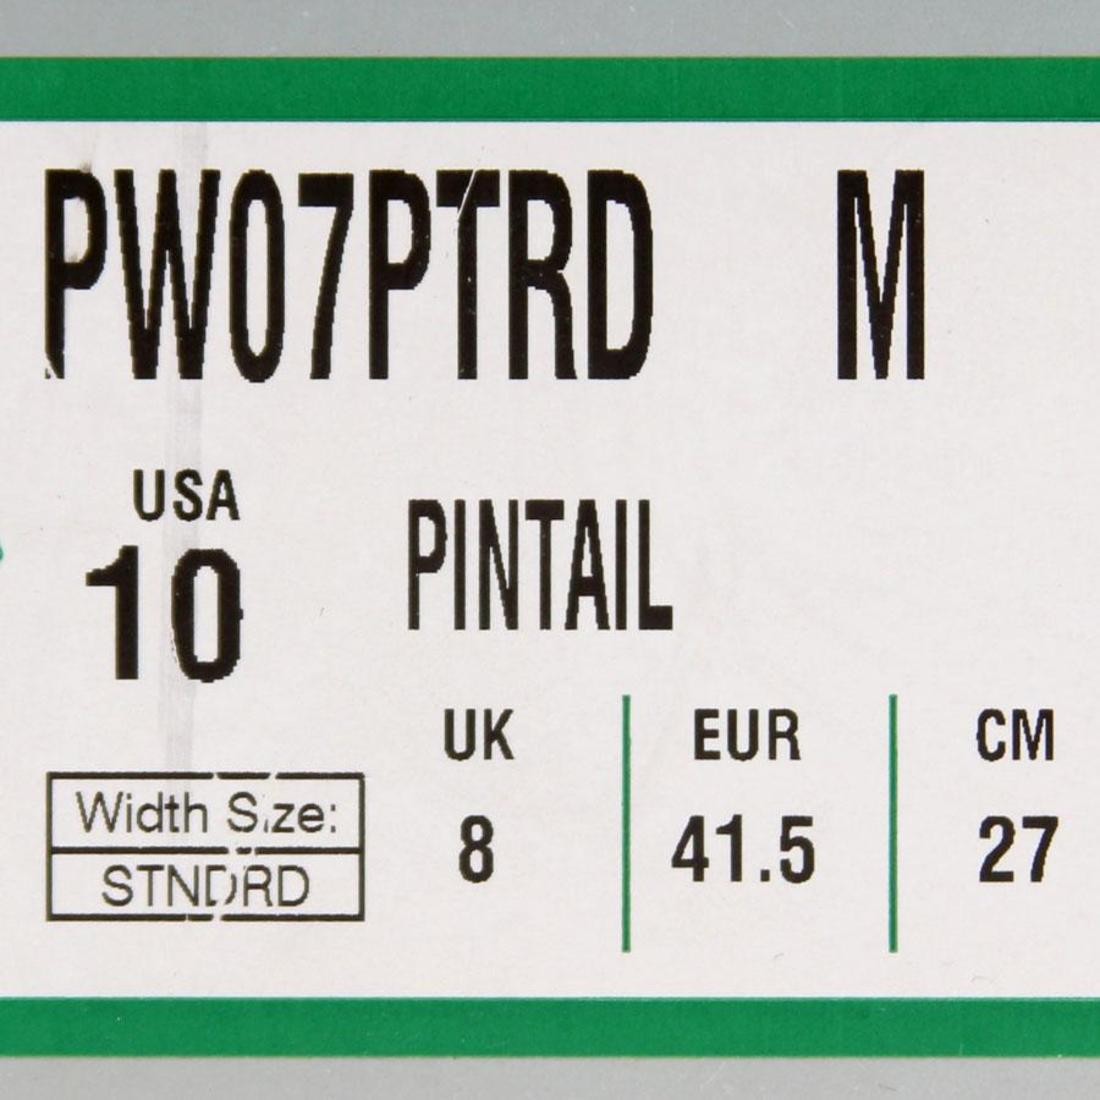 PW07PTRD M
USA
10
PINTAIL
UK EUR CM
8 41.5 27
Width Size:
STNDRD